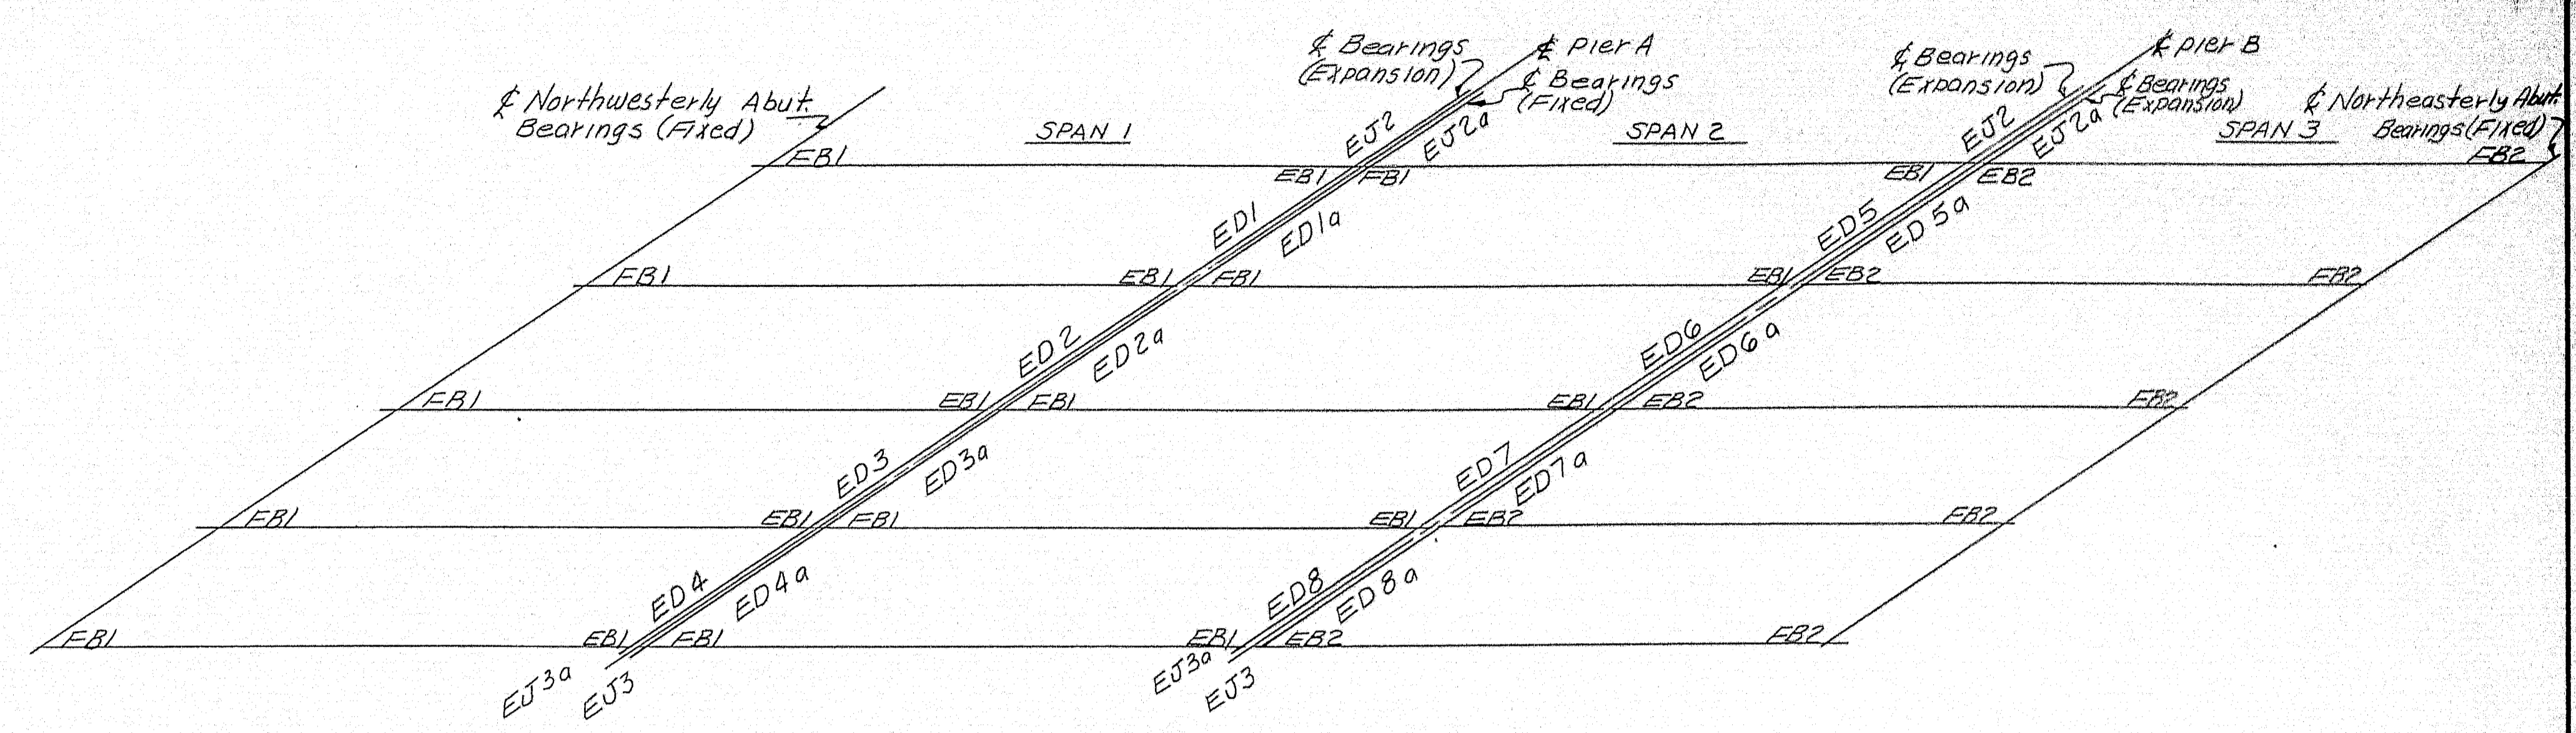 ℄ Bearings
(Expansion)
℄ Pier A
℄ Bearings
(Fixed)
℄ Bearings
(Expansion)
℄ Pier B
℄ Bearings
(Expansion)
℄ Northwesterly Abut.
Bearings (Fixed)
℄ Northeasterly Abut.
Bearings (Fixed)
SPAN 1
SPAN 2
SPAN 3
EJ2
EJ2a
EJ2
EJ2a
FB1
EB1
FB1
EB1
EB2
FB2
ED1
ED1a
ED5
ED5a
FB1
EB1
FB1
EB1
EB2
FB2
ED2
ED2a
ED6
ED6a
FB1
EB1
FB1
EB1
EB2
FB2
ED3
ED3a
ED7
ED7a
FB1
EB1
FB1
EB1
EB2
FB2
ED4
ED4a
ED8
ED8a
FB1
EB1
FB1
EB1
EB2
FB2
EJ3a
EJ3
EJ3a
EJ3